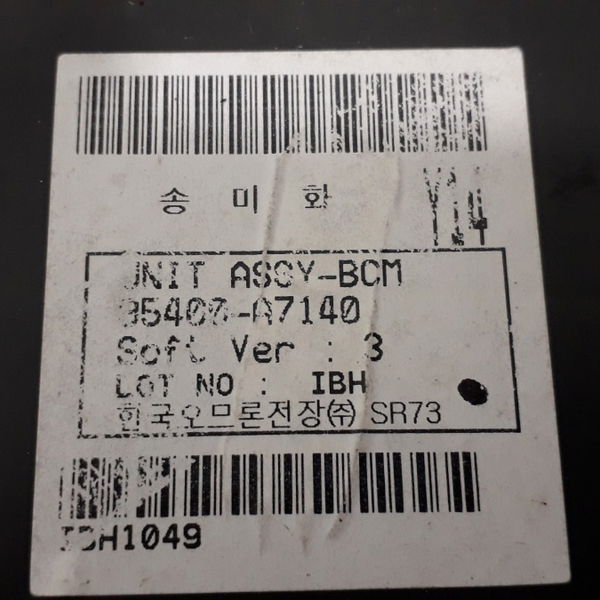 송 미 화
UNIT ASSY-BCM
95400-A7140
Soft Ver : 3
LOT NO : IBH
한국오므론전장㈜ SR73
IBH1049